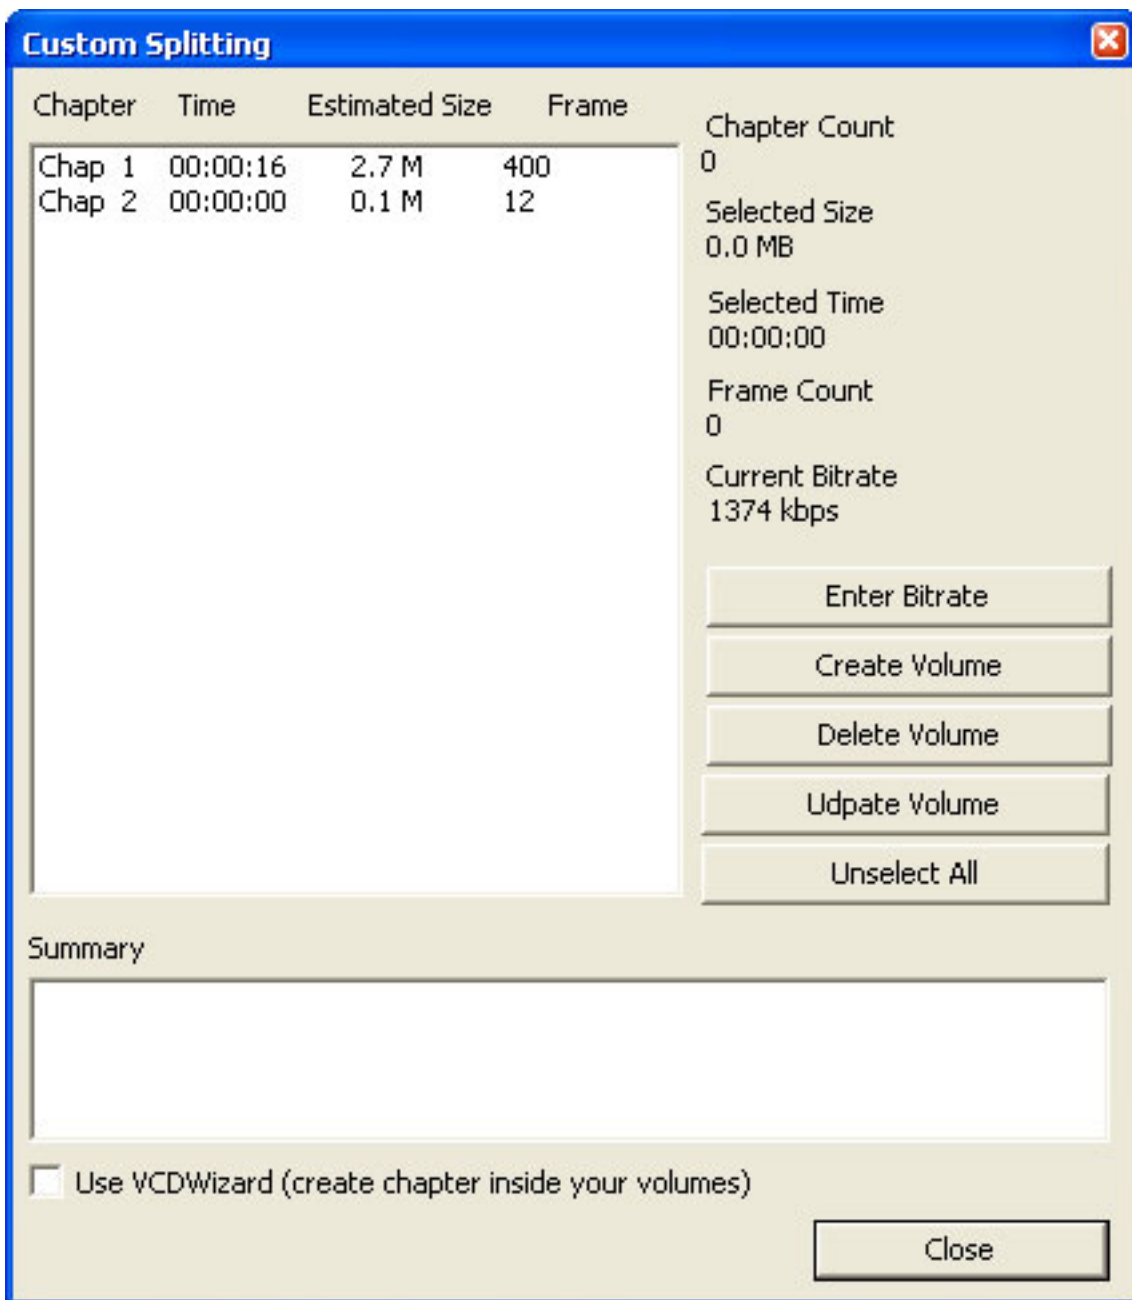 Custom Splitting
Chapter Time Estimated Size Frame
Chap 1 00:00:16 2.7 M 400
Chap 2 00:00:00 0.1 M 12
Chapter Count
0
Selected Size
0.0 MB
Selected Time
00:00:00
Frame Count
0
Current Bitrate
1374 kbps
Enter Bitrate
Create Volume
Delete Volume
Udpate Volume
Unselect All
Summary
Use VCDWizard (create chapter inside your volumes)
Close